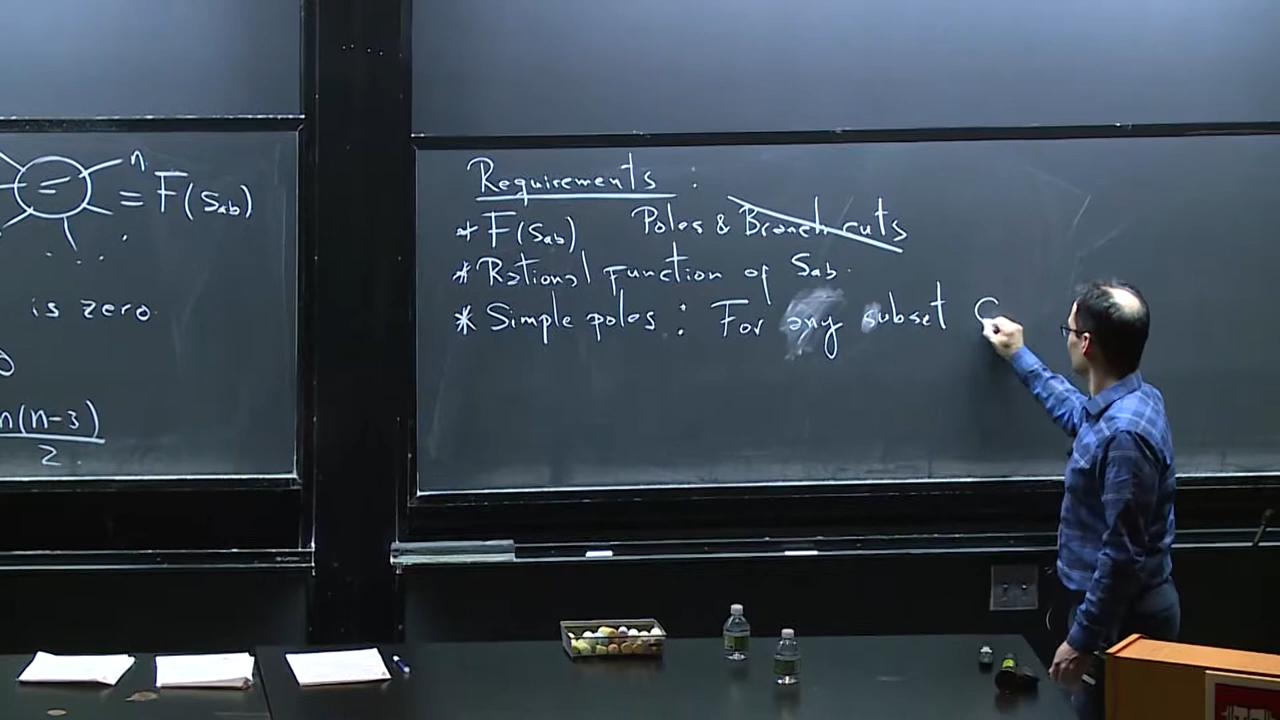 n
= F(Sab)
is zero.
n(n-3)
2
Requirements :
* F(Sab) Poles & Branch cuts
* Rational function of Sab.
* Simple poles : For any subset